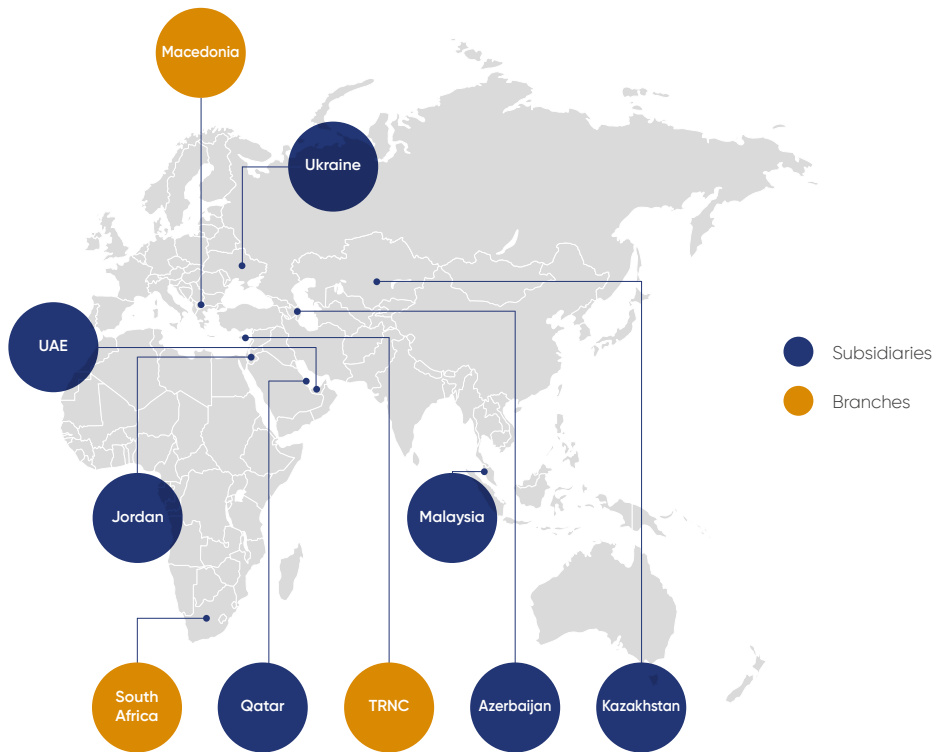 Macedonia
Ukraine
UAE
Subsidiaries
Branches
Jordan
Malaysia
South
Africa
Qatar
TRNC
Azerbaijan
Kazakhstan